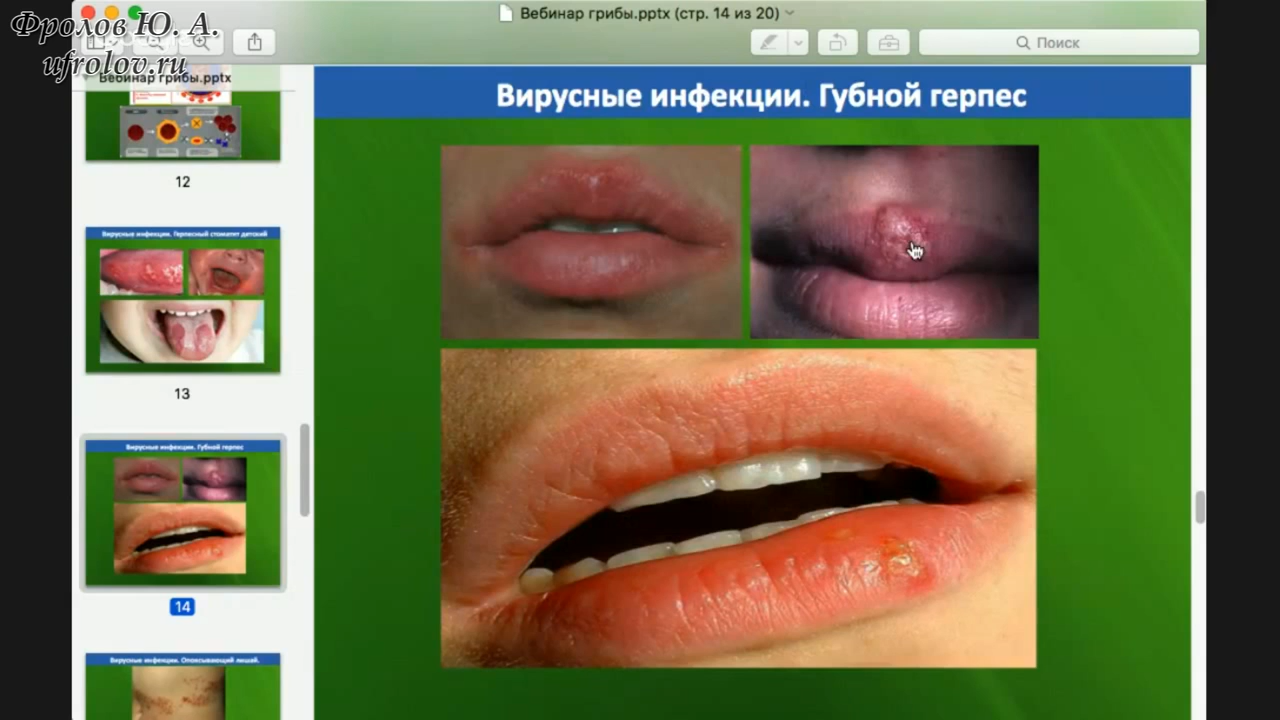 Фролов Ю. А.
ufrolov.ru
Вебинар грибы.pptx (стр. 14 из 20)
Поиск
Вебинар грибы.pptx
12
Вирусные инфекции. Герпесный стоматит детский
13
Вирусные инфекции. Губной герпес
14
Вирусные инфекции. Опоясывающий лишай.
Вирусные инфекции. Губной герпес